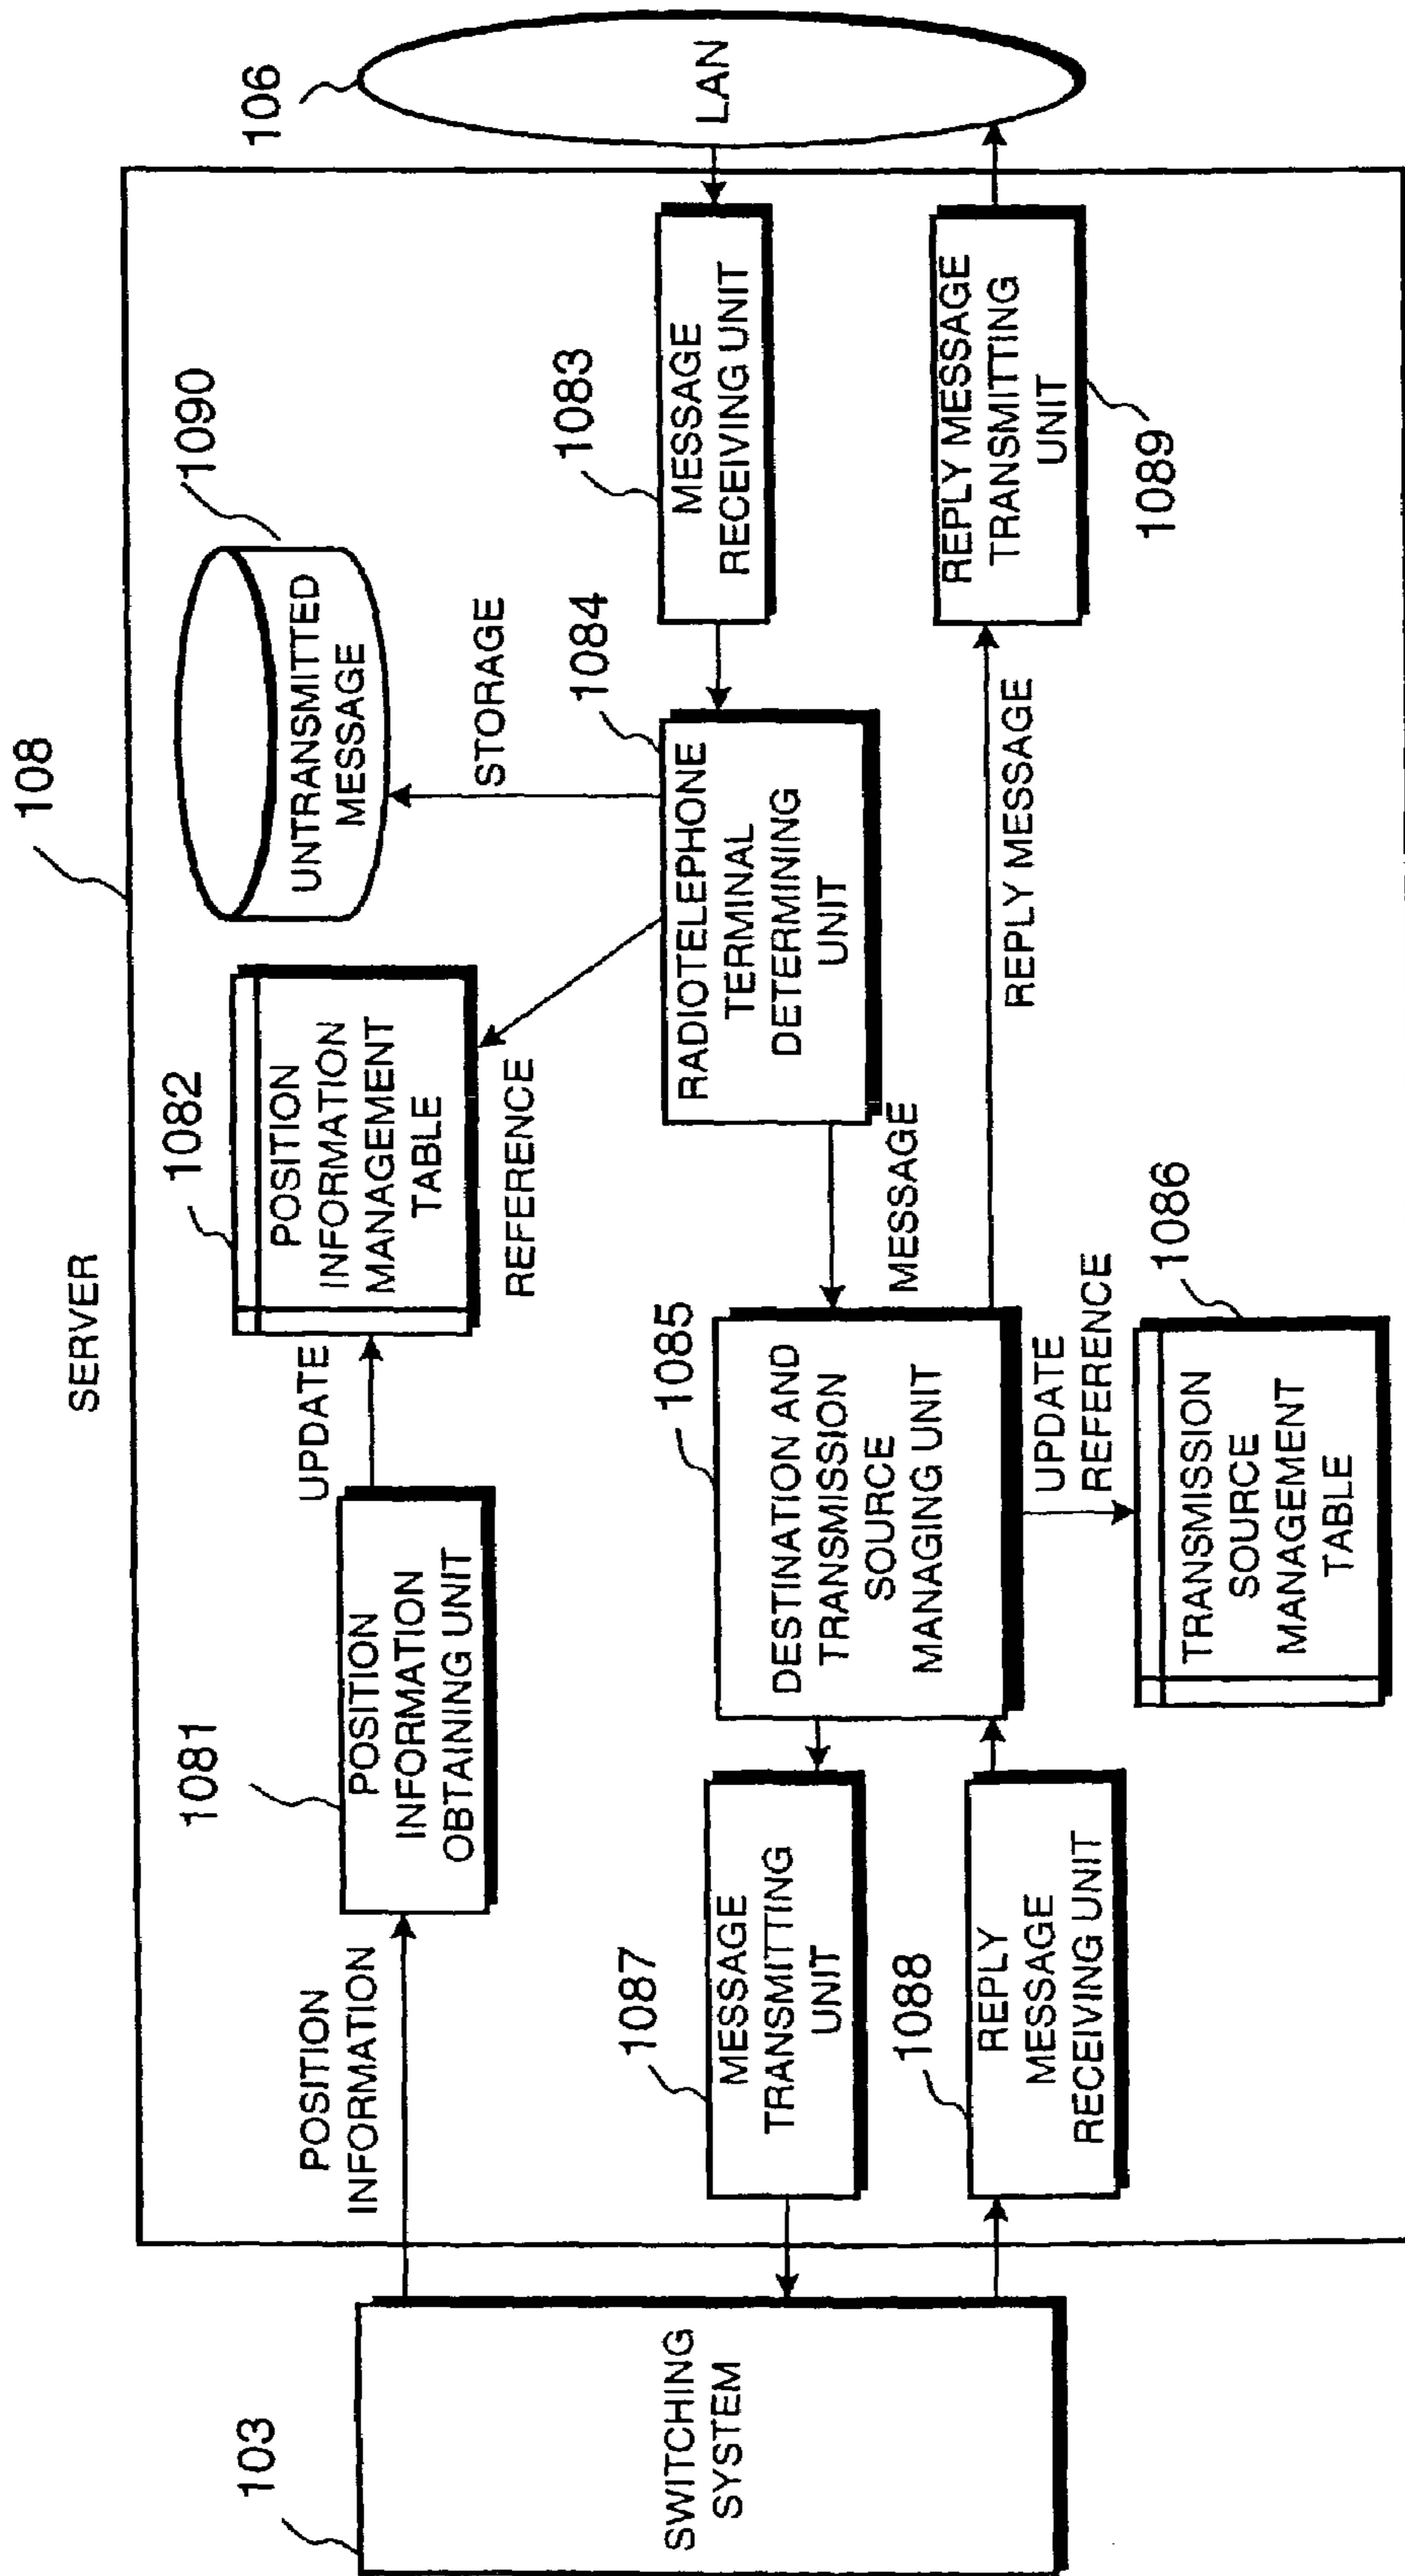 SERVER
108
103
SWITCHING
SYSTEM
POSITION
INFORMATION
1081
POSITION
INFORMATION
OBTAINING UNIT
UPDATE
1082
POSITION
INFORMATION
MANAGEMENT
TABLE
REFERENCE
1090
UNTRANSMITTED
MESSAGE
STORAGE
106
LAN
1083
MESSAGE
RECEIVING UNIT
1084
RADIOTELEPHONE
TERMINAL
DETERMINING
UNIT
MESSAGE
1085
DESTINATION AND
TRANSMISSION
SOURCE
MANAGING UNIT
1087
MESSAGE
TRANSMITTING
UNIT
1088
REPLY
MESSAGE
RECEIVING UNIT
UPDATE
REFERENCE
1086
TRANSMISSION
SOURCE
MANAGEMENT
TABLE
REPLY MESSAGE
REPLY MESSAGE
TRANSMITTING
UNIT
1089